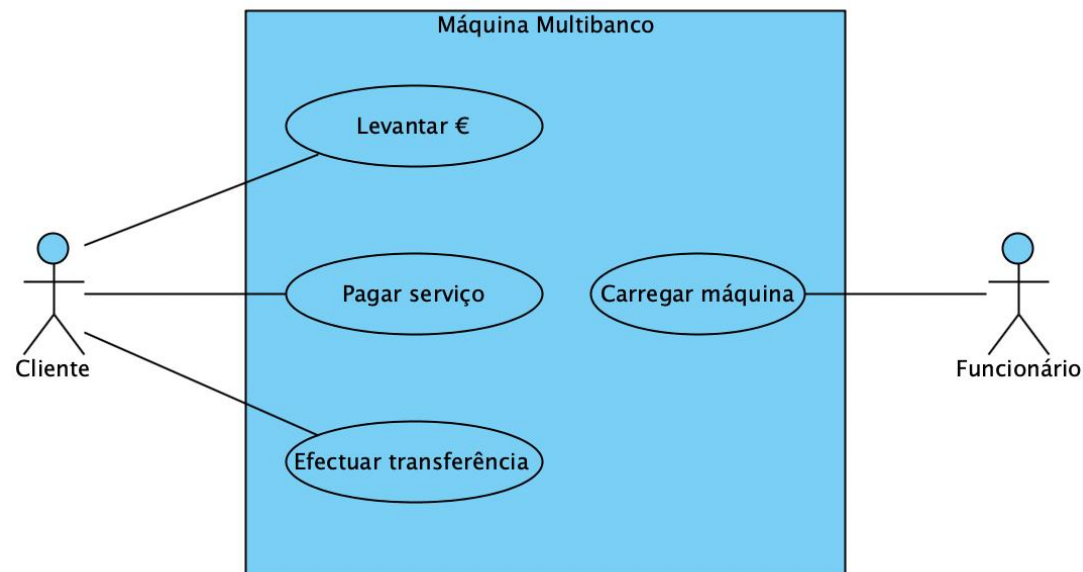 Máquina Multibanco
Levantar €
Pagar serviço
Carregar máquina
Cliente
Funcionário
Efectuar transferência